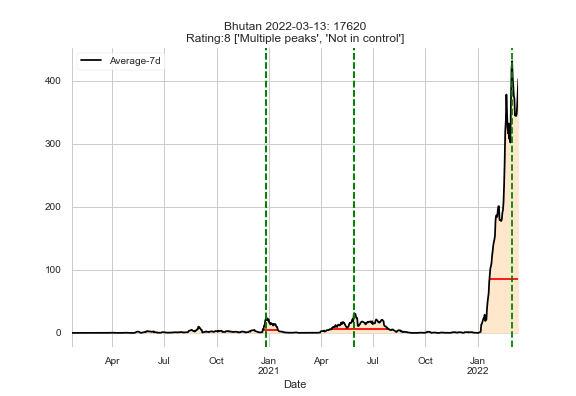 Bhutan 2022-03-13: 17620
Rating:8 ['Multiple peaks', 'Not in control']
Average-7d
400
300
200
100
0
Apr Jul Oct Jan Apr Jul Oct Jan
2021 2022
Date